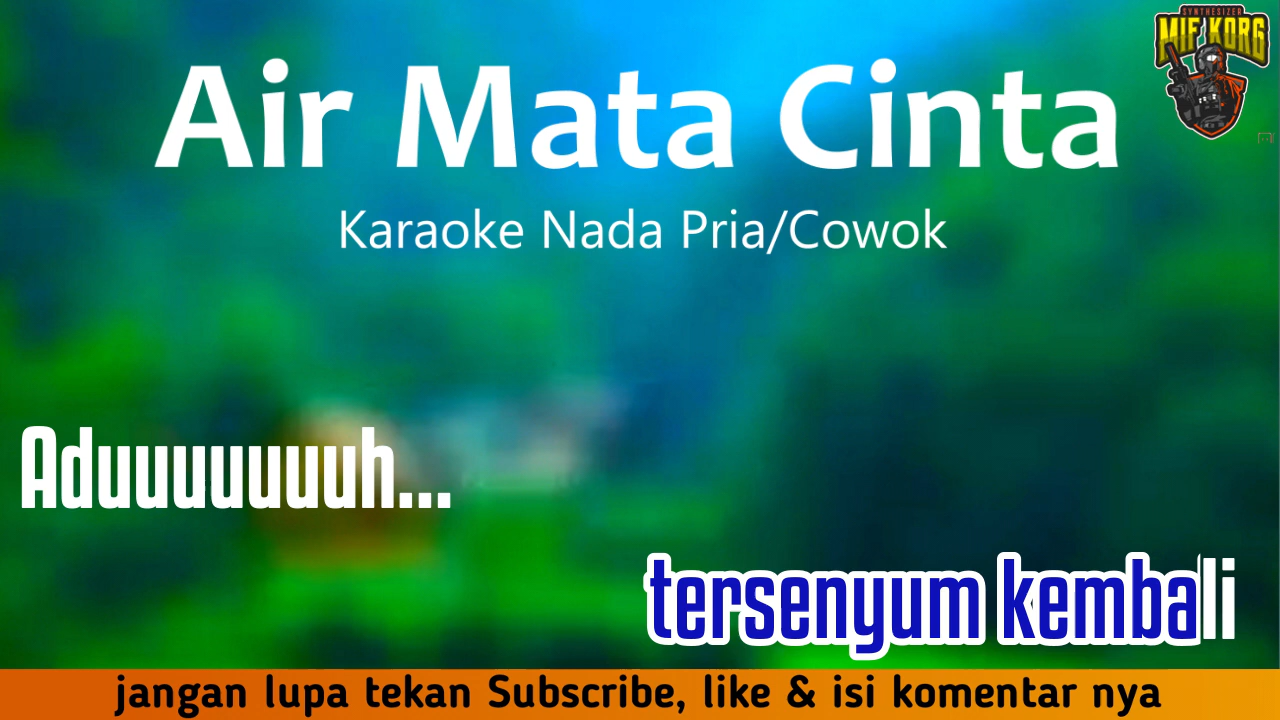 SYNTHESIZER
MIF KORG
Air Mata Cinta
Karaoke Nada Pria/Cowok
Aduuuuuuuh...
tersenyum kembali
jangan lupa tekan Subscribe, like & isi komentar nya